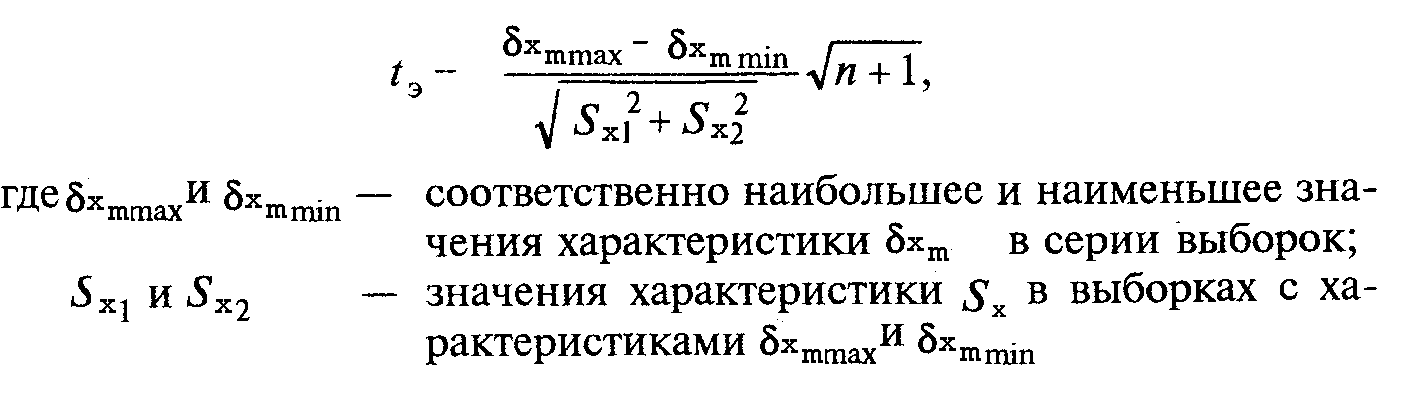 t_э – (δx_mmax – δx_m min) / √(S_x1² + S_x2²) √(n + 1),
где δx_mmax и δx_m min — соответственно наибольшее и наименьшее зна-
чения характеристики δx_m в серии выборок;
S_x1 и S_x2 — значения характеристики S_x в выборках с ха-
рактеристиками δx_mmax и δx_m min